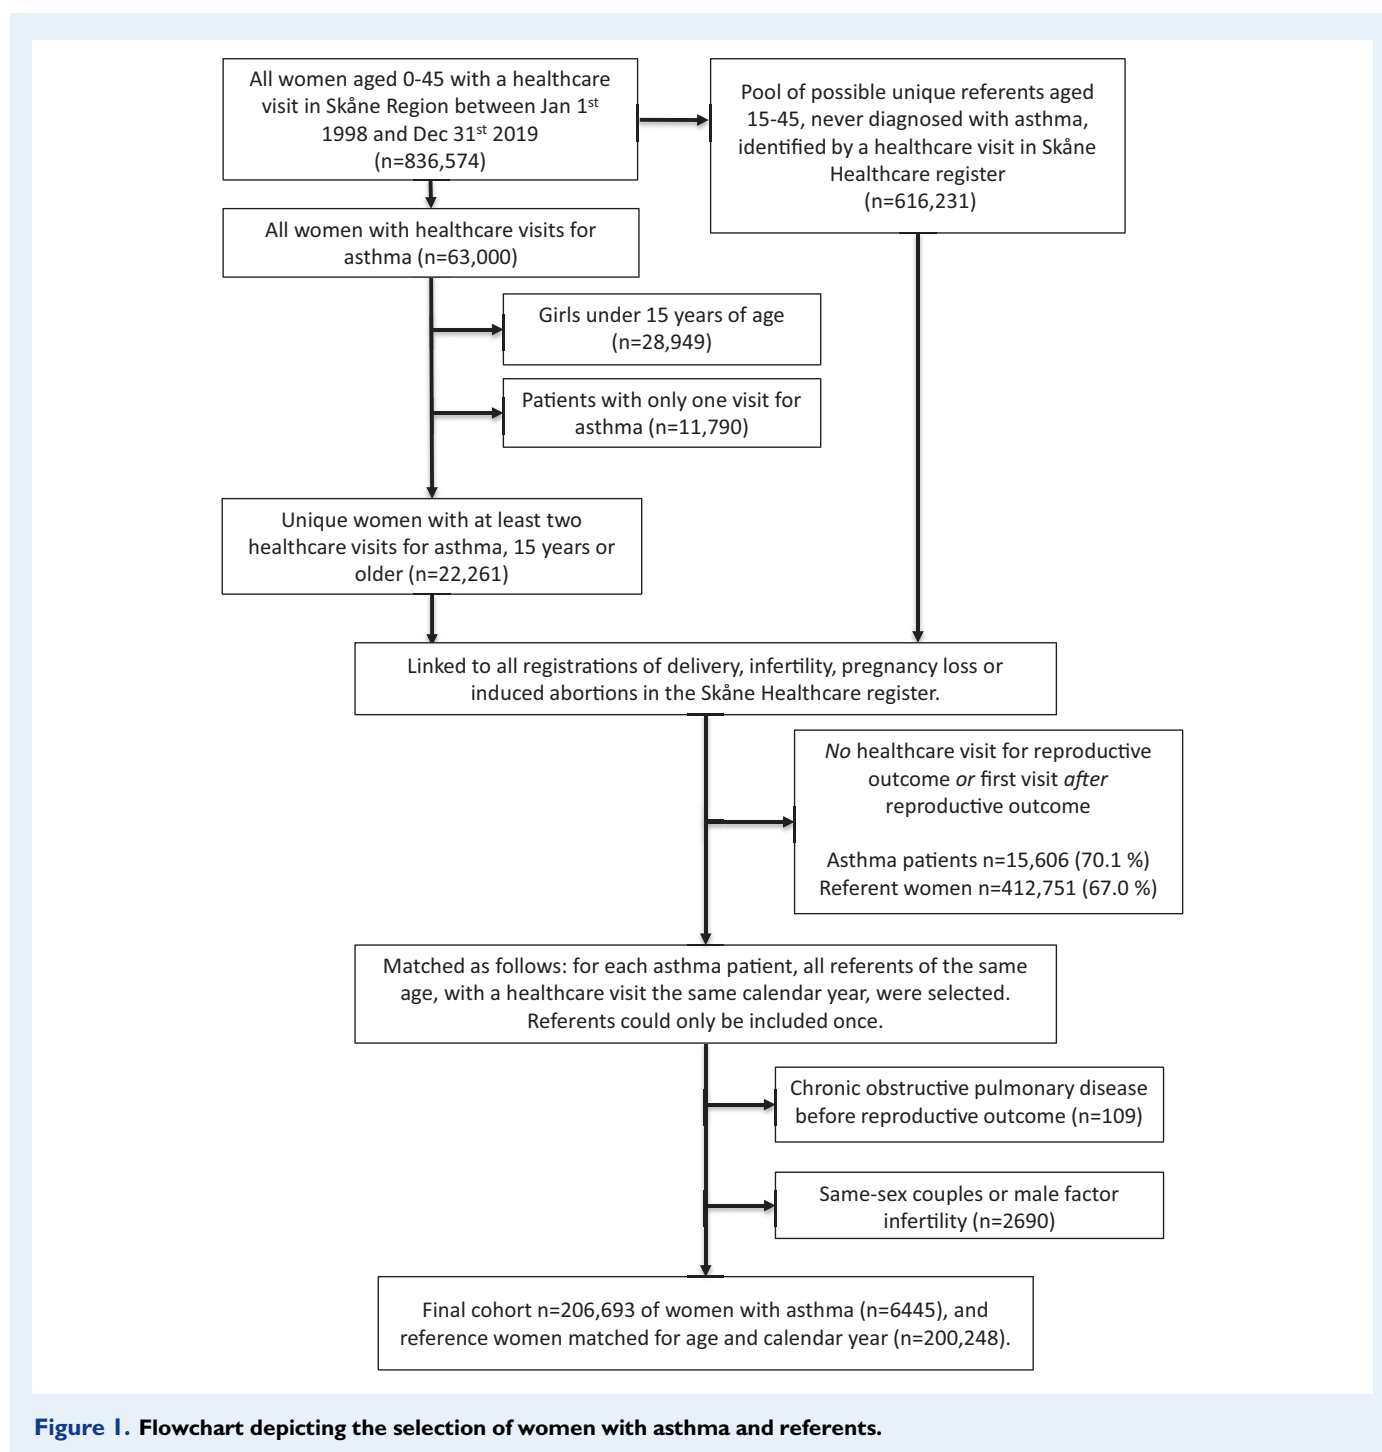 All women aged 0-45 with a healthcare
visit in Skåne Region between Jan 1st
1998 and Dec 31st 2019
(n=836,574)
Pool of possible unique referents aged
15-45, never diagnosed with asthma,
identified by a healthcare visit in Skåne
Healthcare register
(n=616,231)
All women with healthcare visits for
asthma (n=63,000)
Girls under 15 years of age
(n=28,949)
Patients with only one visit for
asthma (n=11,790)
Unique women with at least two
healthcare visits for asthma, 15 years or
older (n=22,261)
Linked to all registrations of delivery, infertility, pregnancy loss or
induced abortions in the Skåne Healthcare register.
No healthcare visit for reproductive
outcome or first visit after
reproductive outcome
Asthma patients n=15,606 (70.1 %)
Referent women n=412,751 (67.0 %)
Matched as follows: for each asthma patient, all referents of the same
age, with a healthcare visit the same calendar year, were selected.
Referents could only be included once.
Chronic obstructive pulmonary disease
before reproductive outcome (n=109)
Same-sex couples or male factor
infertility (n=2690)
Final cohort n=206,693 of women with asthma (n=6445), and
reference women matched for age and calendar year (n=200,248).
Figure 1. Flowchart depicting the selection of women with asthma and referents.